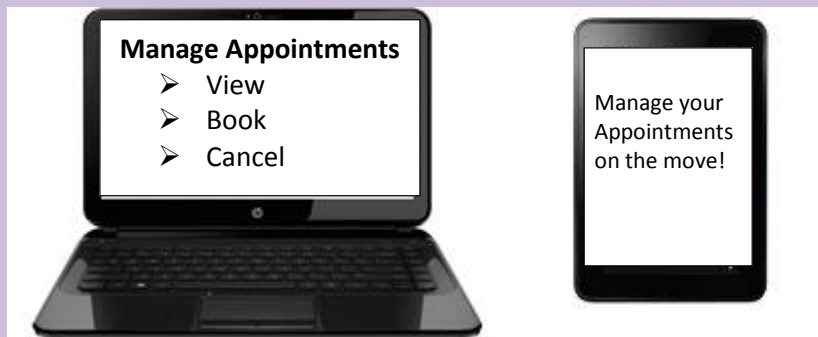 Manage Appointments
➢ View
➢ Book
➢ Cancel
Manage your
Appointments
on the move!